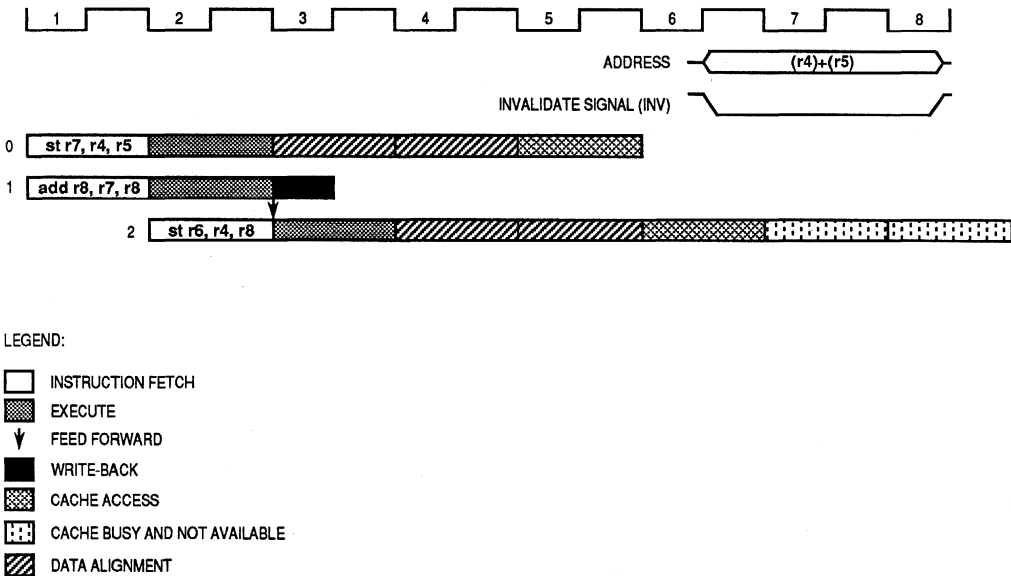 1 2 3 4 5 6 7 8
ADDRESS (r4)+(r5)
INVALIDATE SIGNAL (INV)
0 st r7, r4, r5
1 add r8, r7, r8
2 st r6, r4, r8
LEGEND:
INSTRUCTION FETCH
EXECUTE
FEED FORWARD
WRITE-BACK
CACHE ACCESS
CACHE BUSY AND NOT AVAILABLE
DATA ALIGNMENT